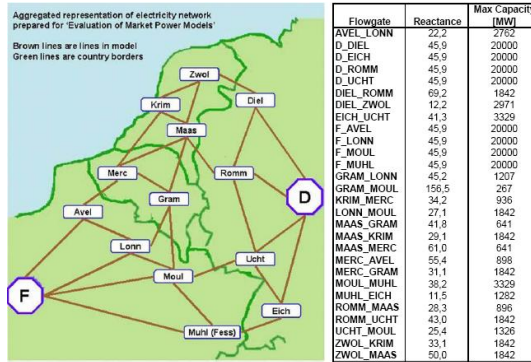 Aggregated representation of electricity network
prepared for 'Evaluation of Market Power Models'
Brown lines are lines in model
Green lines are country borders
Zwol
Diel
Krim
Maas
Merc
Romm
Gram
D
Avel
Lonn
Ucht
Moul
F
Eich
Muhl (Fess)
Flowgate Reactance Max Capacity [MW]
AVEL_LONN 22,2 2762
D_DIEL 45,9 20000
D_EICH 45,9 20000
D_ROMM 45,9 20000
D_UCHT 45,9 20000
DIEL_ROMM 69,2 1842
DIEL_ZWOL 12,2 2971
EICH_UCHT 41,3 3329
F_AVEL 45,9 20000
F_LONN 45,9 20000
F_MOUL 45,9 20000
F_MUHL 45,9 20000
GRAM_LONN 45,2 1207
GRAM_MOUL 156,5 267
KRIM_MERC 34,2 936
LONN_MOUL 27,1 1842
MAAS_GRAM 41,8 641
MAAS_KRIM 29,1 1842
MAAS_MERC 61,0 641
MERC_AVEL 55,4 898
MERC_GRAM 31,1 1842
MOUL_MUHL 38,2 3329
MUHL_EICH 11,5 1282
ROMM_MAAS 28,3 896
ROMM_UCHT 43,0 1842
UCHT_MOUL 25,4 1326
ZWOL_KRIM 33,1 1842
ZWOL_MAAS 50,0 1842